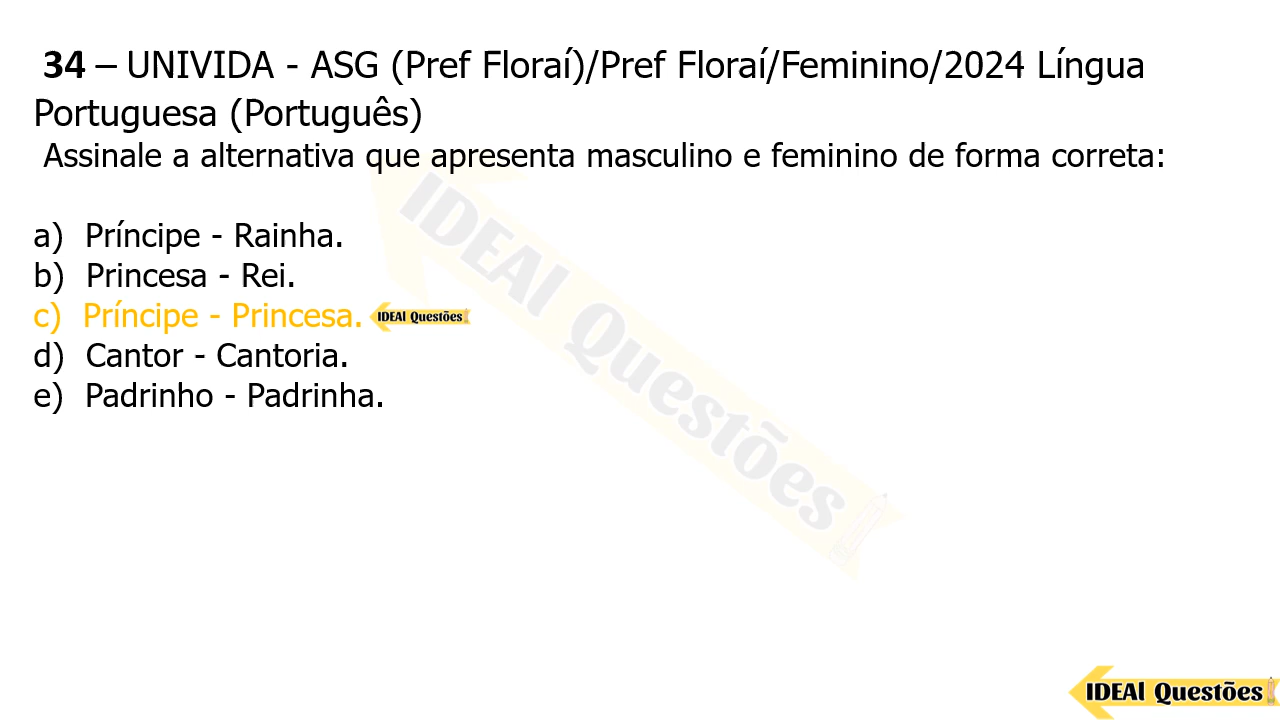 34 – UNIVIDA - ASG (Pref Floraí)/Pref Floraí/Feminino/2024 Língua
Portuguesa (Português)
Assinale a alternativa que apresenta masculino e feminino de forma correta:
a) Príncipe - Rainha.
b) Princesa - Rei.
c) Príncipe - Princesa. IDEAl Questões
d) Cantor - Cantoria.
e) Padrinho - Padrinha.
IDEAl Questões
IDEAl Questões